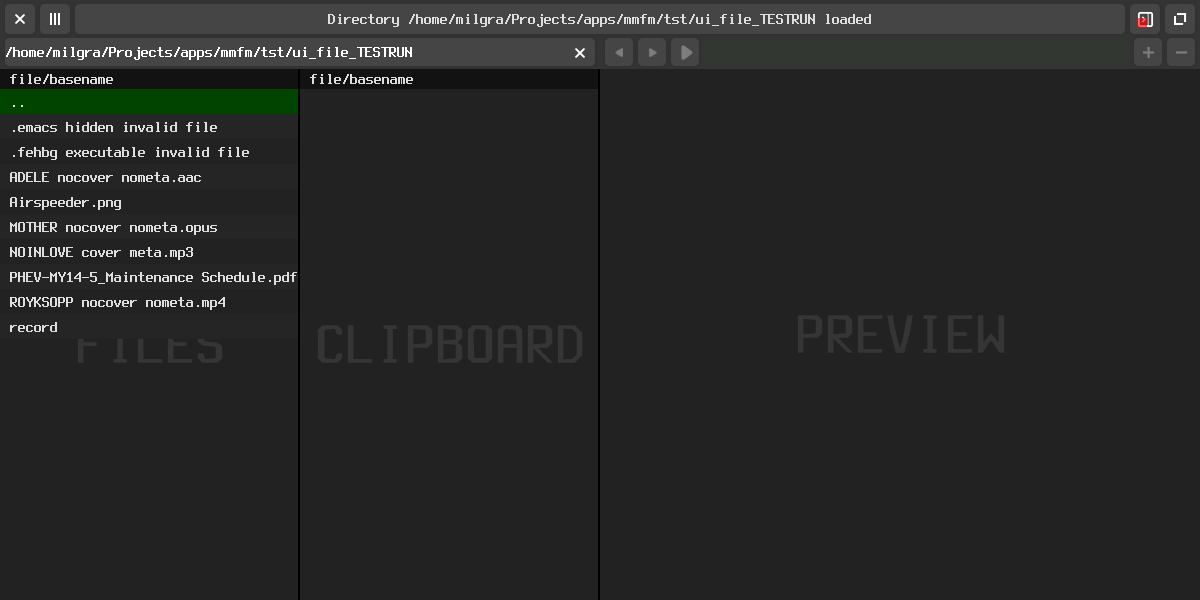 Directory /home/milgra/Projects/apps/mmfm/tst/ui_file_TESTRUN loaded
/home/milgra/Projects/apps/mmfm/tst/ui_file_TESTRUN
file/basename
..
.emacs hidden invalid file
.fehbg executable invalid file
ADELE nocover nometa.aac
Airspeeder.png
MOTHER nocover nometa.opus
NOINLOVE cover meta.mp3
PHEV-MY14-5_Maintenance Schedule.pdf
ROYKSOPP nocover nometa.mp4
record
FILES
file/basename
CLIPBOARD
PREVIEW